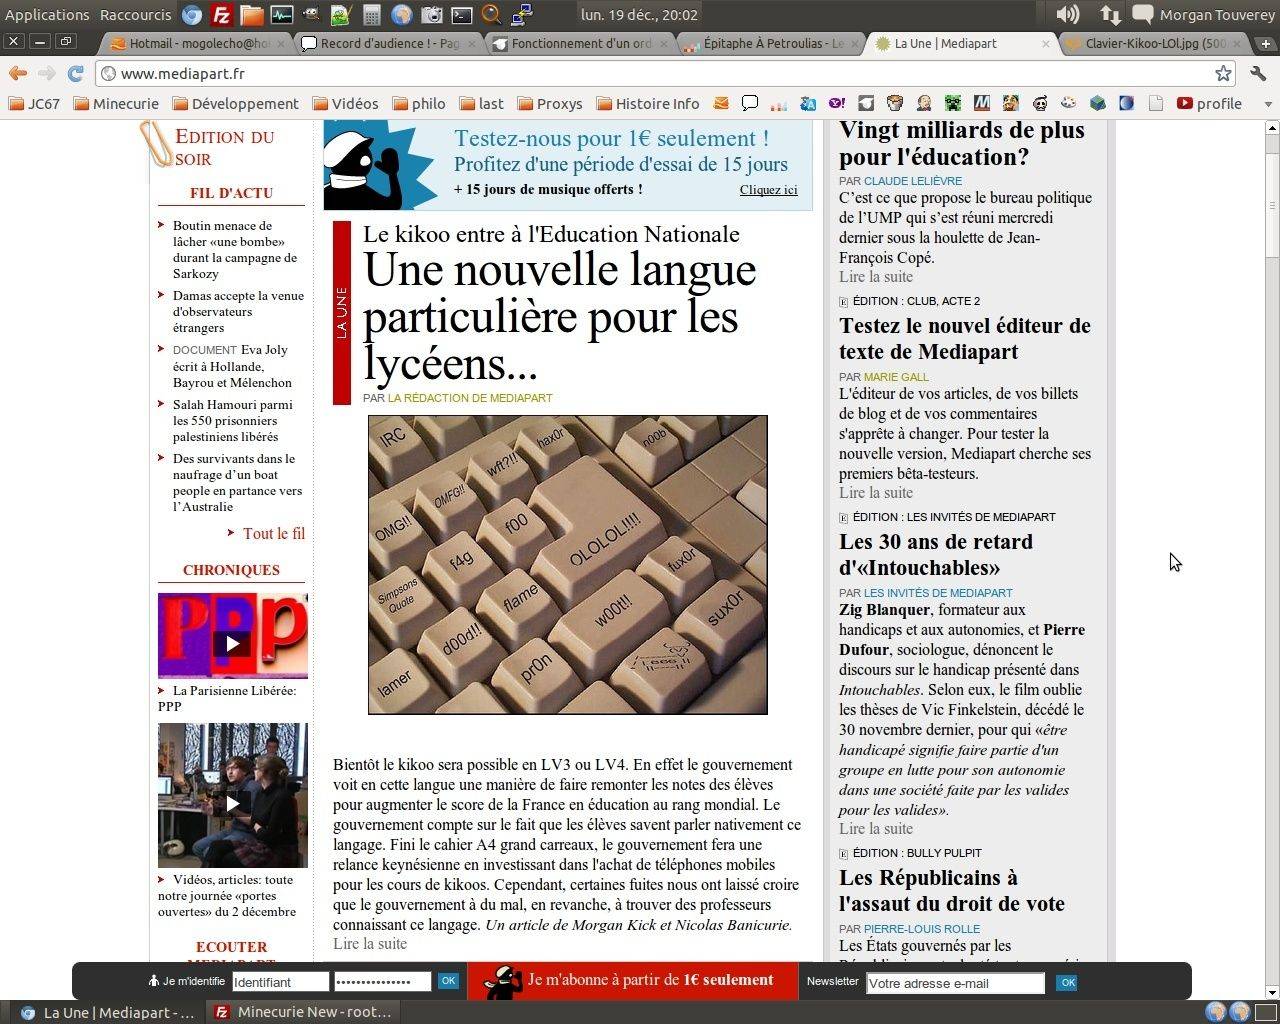 Applications Raccourcis lun. 19 déc., 20:02 Morgan Touverey
Hotmail - mogolecho@ho Record d'audience ! - Pag Fonctionnement d'un ord Épitaphe À Petroulias - Le La Une | Mediapart Clavier-Kikoo-LOl.jpg (500
www.mediapart.fr
JC67 Minecurie Développement Vidéos philo last Proxys Histoire Info profile
EDITION DU
SOIR
FIL D'ACTU
Boutin menace de
lâcher «une bombe»
durant la campagne de
Sarkozy
Damas accepte la venue
d'observateurs
étrangers
DOCUMENT Eva Joly
écrit à Hollande,
Bayrou et Mélenchon
Salah Hamouri parmi
les 550 prisonniers
palestiniens libérés
Des survivants dans le
naufrage d’un boat
people en partance vers
l’Australie
Tout le fil
CHRONIQUES
PPP
La Parisienne Libérée:
PPP
Vidéos, articles: toute
notre journée «portes
ouvertes» du 2 décembre
ECOUTER
MEDIAPART
Testez-nous pour 1€ seulement !
Profitez d'une période d'essai de 15 jours
+ 15 jours de musique offerts ! Cliquez ici
LA UNE
Le kikoo entre à l'Education Nationale
Une nouvelle langue
particulière pour les
lycéens...
PAR LA RÉDACTION DE MEDIAPART
IRC
wft?!!
hax0r
n00b
OMG!!
OMFG!!
f00
OLOLOL!!!!
Simpsons
Quote
f4g
flame
w00t!!
fux0r
lamer
d00d!!
pr0n
sux0r
Bientôt le kikoo sera possible en LV3 ou LV4. En effet le gouvernement
voit en cette langue une manière de faire remonter les notes des élèves
pour augmenter le score de la France en éducation au rang mondial. Le
gouvernement compte sur le fait que les élèves savent parler nativement ce
langage. Fini le cahier A4 grand carreaux, le gouvernement fera une
relance keynésienne en investissant dans l'achat de téléphones mobiles
pour les cours de kikoos. Cependant, certaines fuites nous ont laissé croire
que le gouvernement à du mal, en revanche, à trouver des professeurs
connaissant ce langage. Un article de Morgan Kick et Nicolas Banicurie.
Lire la suite
Vingt milliards de plus
pour l'éducation?
PAR CLAUDE LELIÈVRE
C’est ce que propose le bureau politique
de l’UMP qui s’est réuni mercredi
dernier sous la houlette de Jean-
François Copé.
Lire la suite
E ÉDITION : CLUB, ACTE 2
Testez le nouvel éditeur de
texte de Mediapart
PAR MARIE GALL
L'éditeur de vos articles, de vos billets
de blog et de vos commentaires
s'apprête à changer. Pour tester la
nouvelle version, Mediapart cherche ses
premiers bêta-testeurs.
Lire la suite
E ÉDITION : LES INVITÉS DE MEDIAPART
Les 30 ans de retard
d'«Intouchables»
PAR LES INVITÉS DE MEDIAPART
Zig Blanquer, formateur aux
handicaps et aux autonomies, et Pierre
Dufour, sociologue, dénoncent le
discours sur le handicap présenté dans
Intouchables. Selon eux, le film oublie
les thèses de Vic Finkelstein, décédé le
30 novembre dernier, pour qui «être
handicapé signifie faire partie d'un
groupe en lutte pour son autonomie
dans une société faite par les valides
pour les valides».
Lire la suite
E ÉDITION : BULLY PULPIT
Les Républicains à
l'assaut du droit de vote
PAR PIERRE-LOUIS ROLLE
Les États gouvernés par les
Je m'identifie Identifiant OK Je m'abonne à partir de 1€ seulement Newsletter Votre adresse e-mail OK
La Une | Mediapart - ... Minecurie New - root...